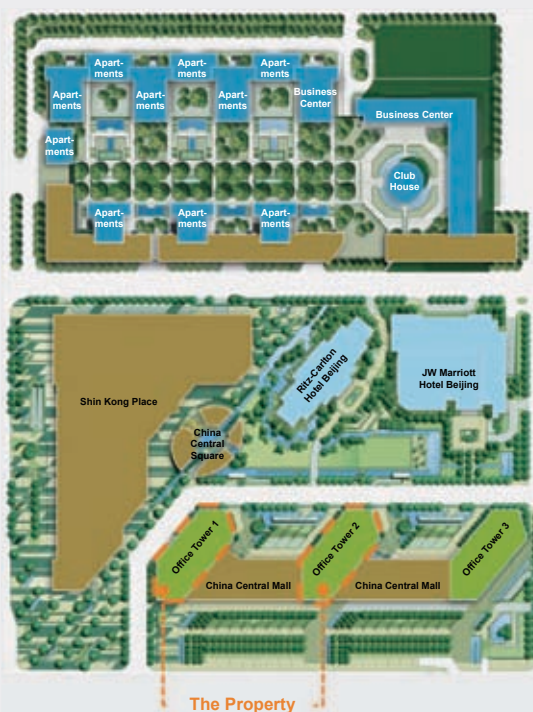 Apart-
ments
Apart-
ments
Apart-
ments
Apart-
ments
Apart-
ments
Apart-
ments
Business
Center
Business Center
Apart-
ments
Club
House
Apart-
ments
Apart-
ments
Apart-
ments
Shin Kong Place
China
Central
Square
Ritz-Carlton
Hotel Beijing
JW Marriott
Hotel Beijing
Office Tower 1
Office Tower 2
Office Tower 3
China Central Mall
China Central Mall
The Property